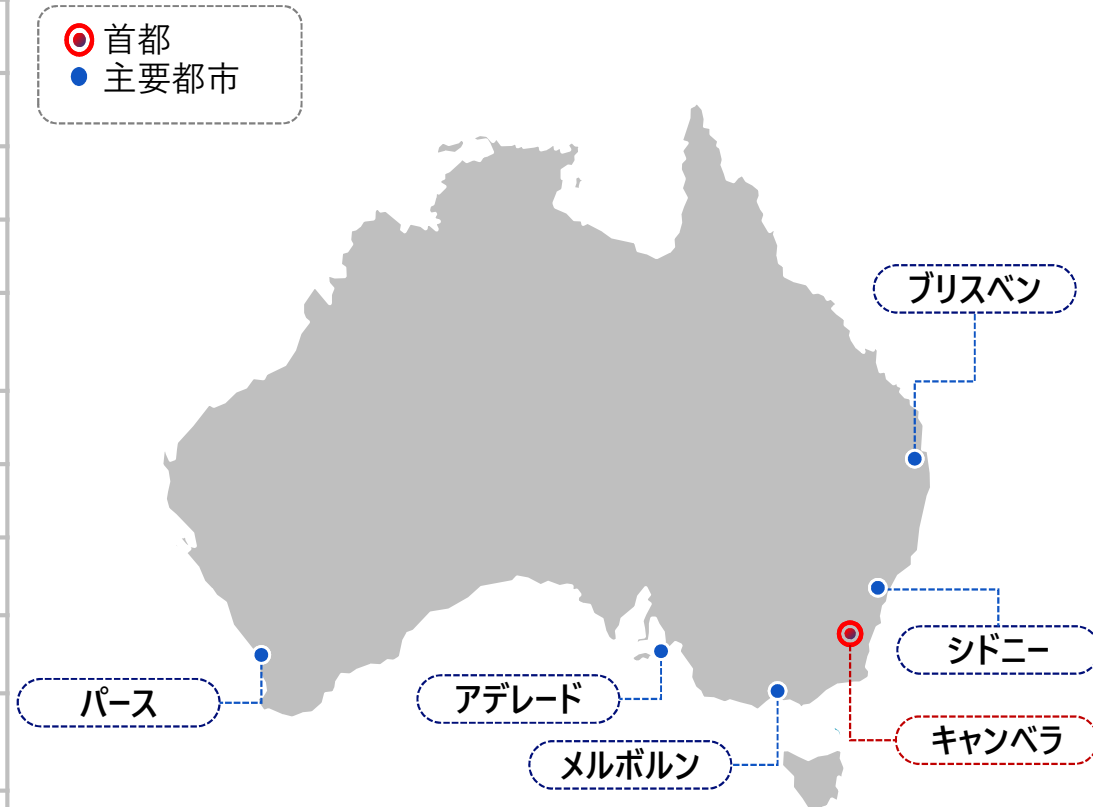 首都
主要都市
ブリスベン
シドニー
パース
アデレード
キャンベラ
メルボルン